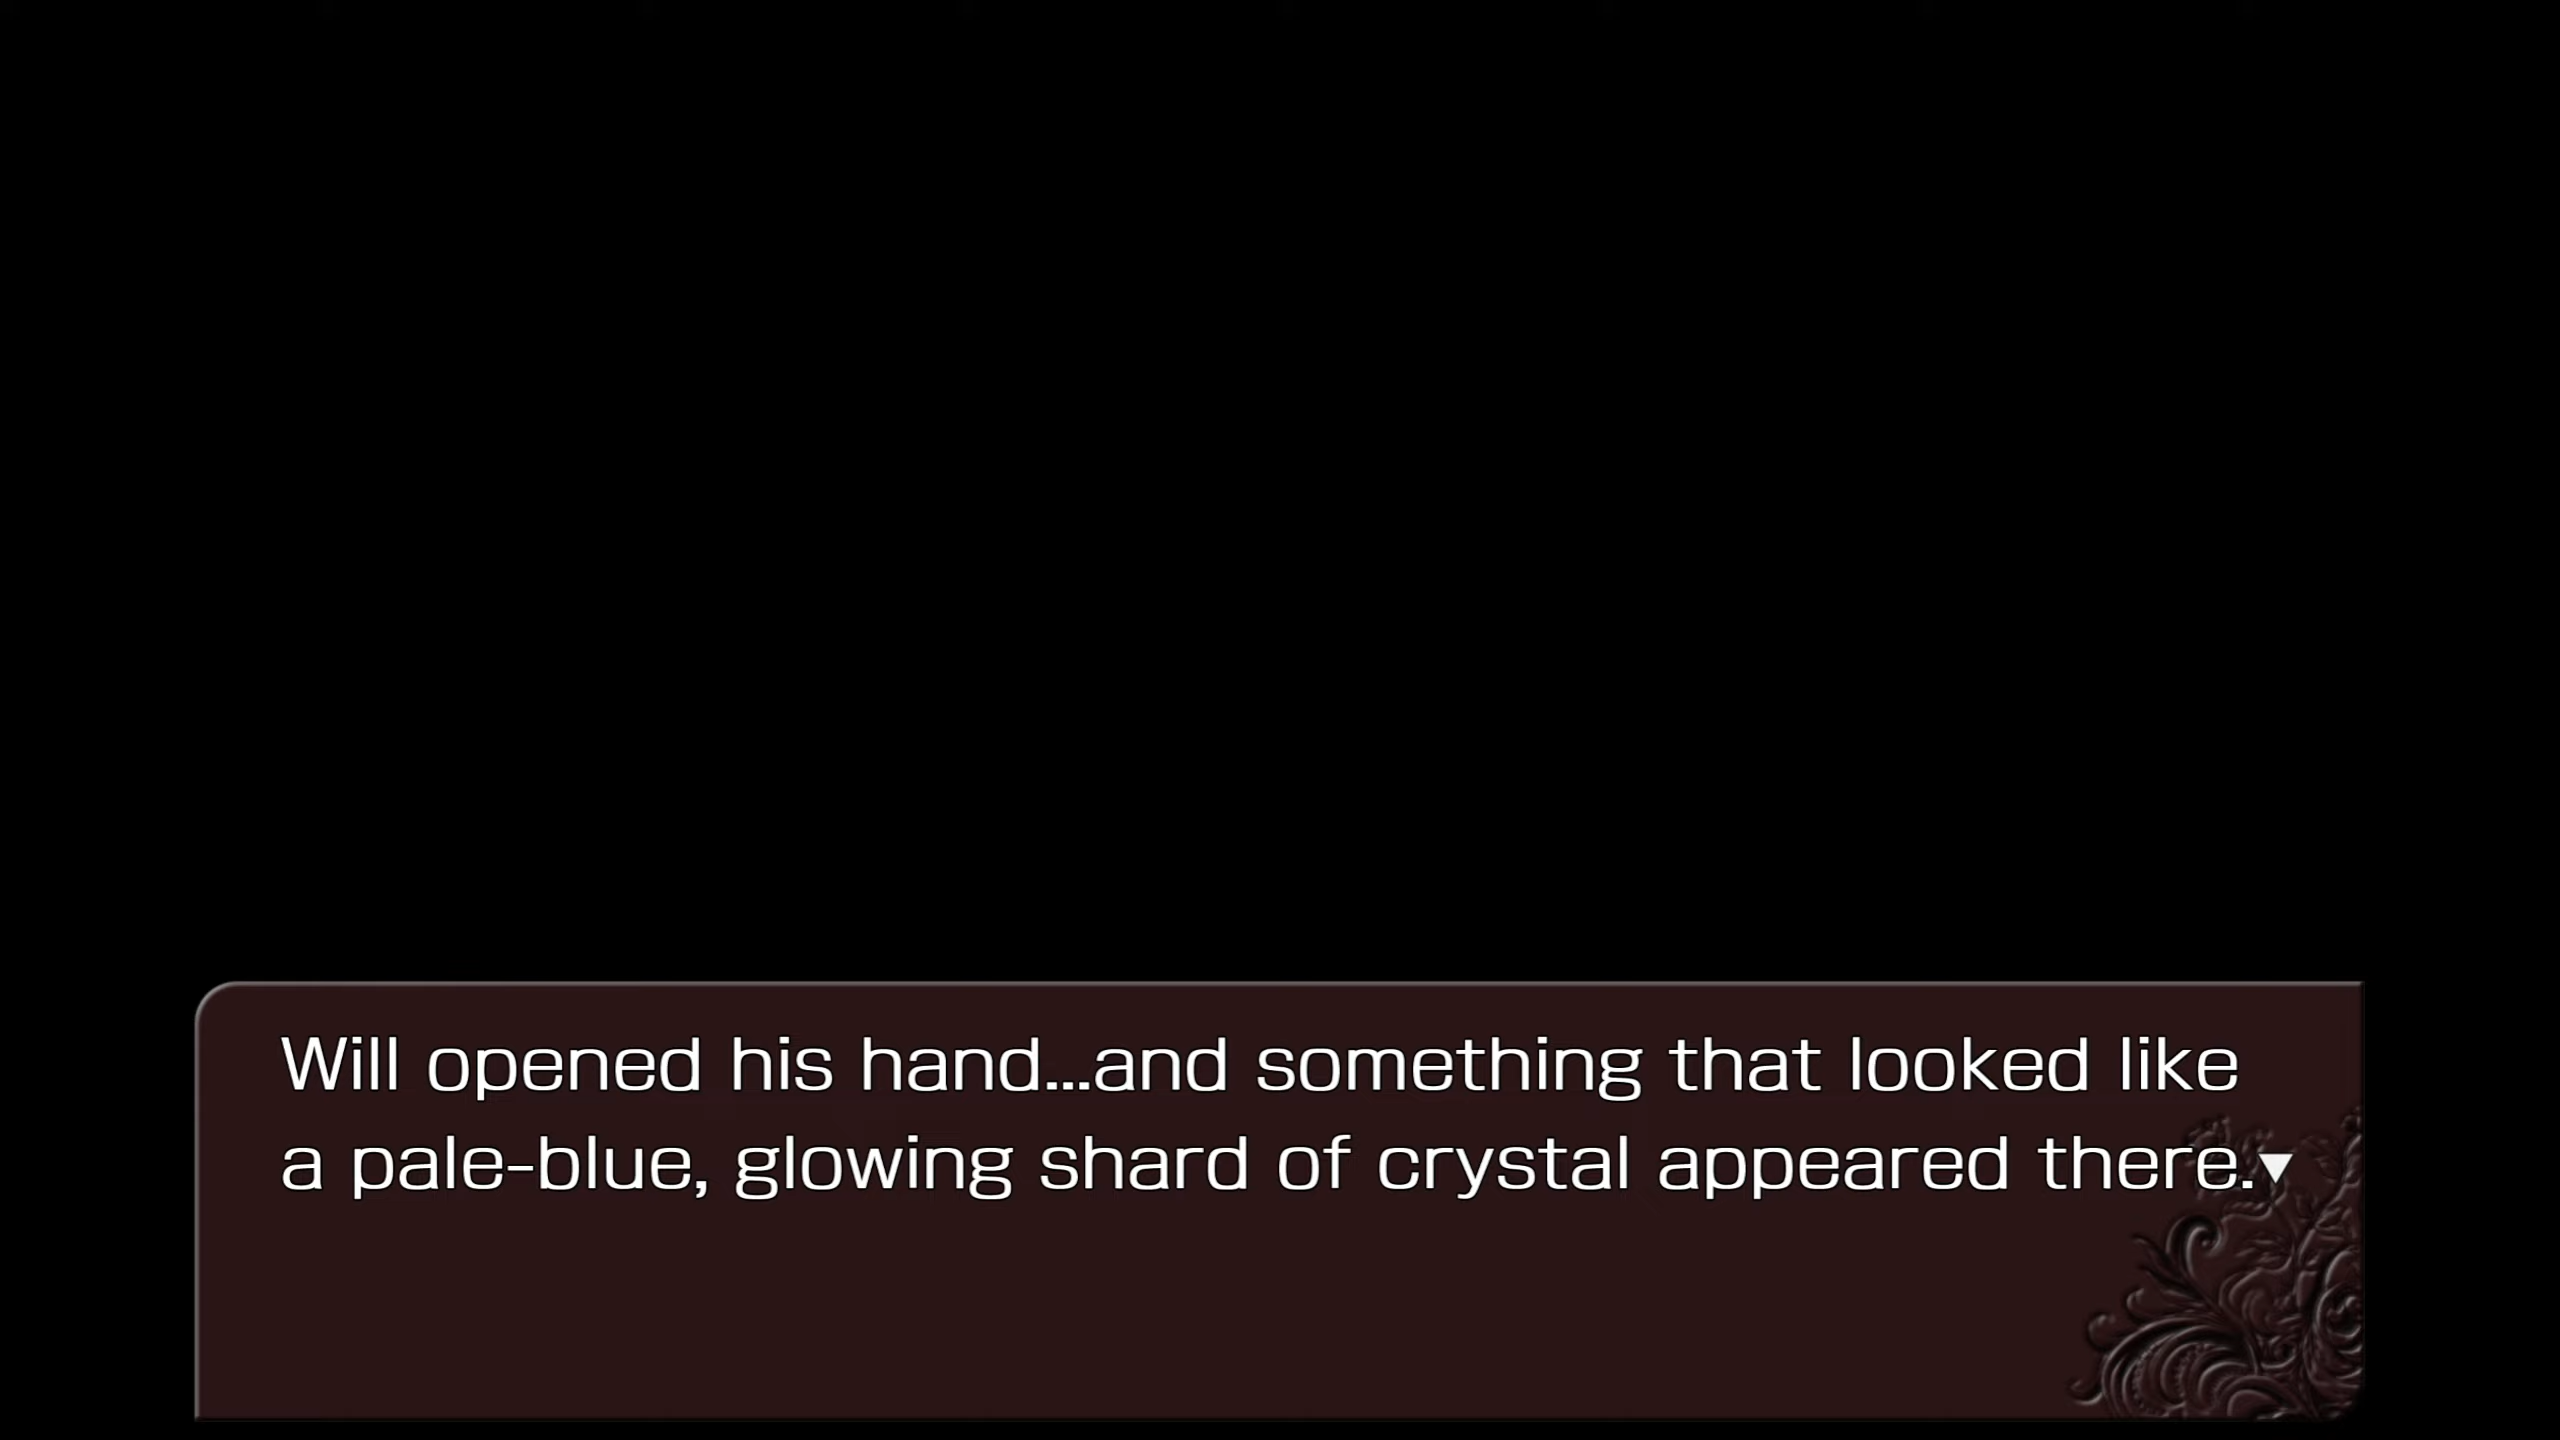 Will opened his hand...and something that looked like
a pale-blue, glowing shard of crystal appeared there.